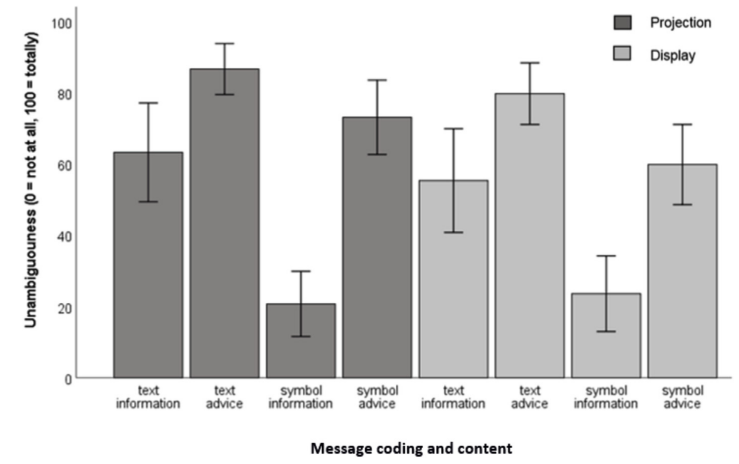 Unambiguouness (0 = not at all, 100 = totally)
100
80
60
40
20
0
Projection
Display
text
information
text
advice
symbol
information
symbol
advice
text
information
text
advice
symbol
information
symbol
advice
Message coding and content